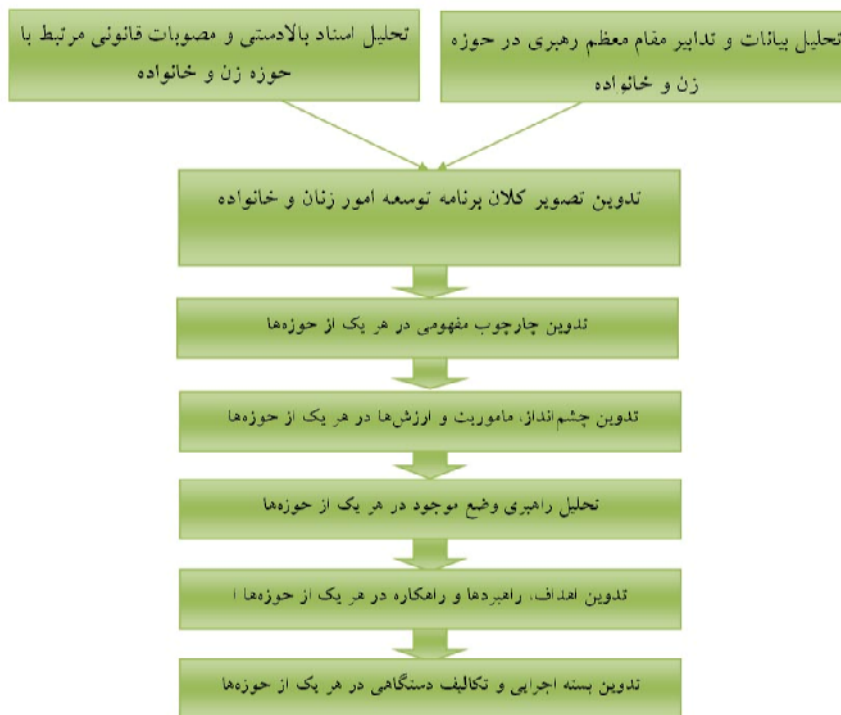 تحلیل بیانات و تدابیر مقام معظم رهبری در حوزه
زن و خانواده
تحلیل اسناد بالادستی و مصوبات قانونی مرتبط با
حوزه زن و خانواده
تدوین تصویر کلان برنامه توسعه امور زنان و خانواده
تدوین چارچوب مفهومی در هر یک از حوزه‌ها
تدوین چشم‌انداز، ماموریت و ارزش‌ها در هر یک از حوزه‌ها
تحلیل راهبری وضع موجود در هر یک از حوزه‌ها
تدوین اهداف، راهبردها و راهکاره در هر یک از حوزه‌ها ا
تدوین بسته اجرایی و تکالیف دستگاهی در هر یک از حوزه‌ها